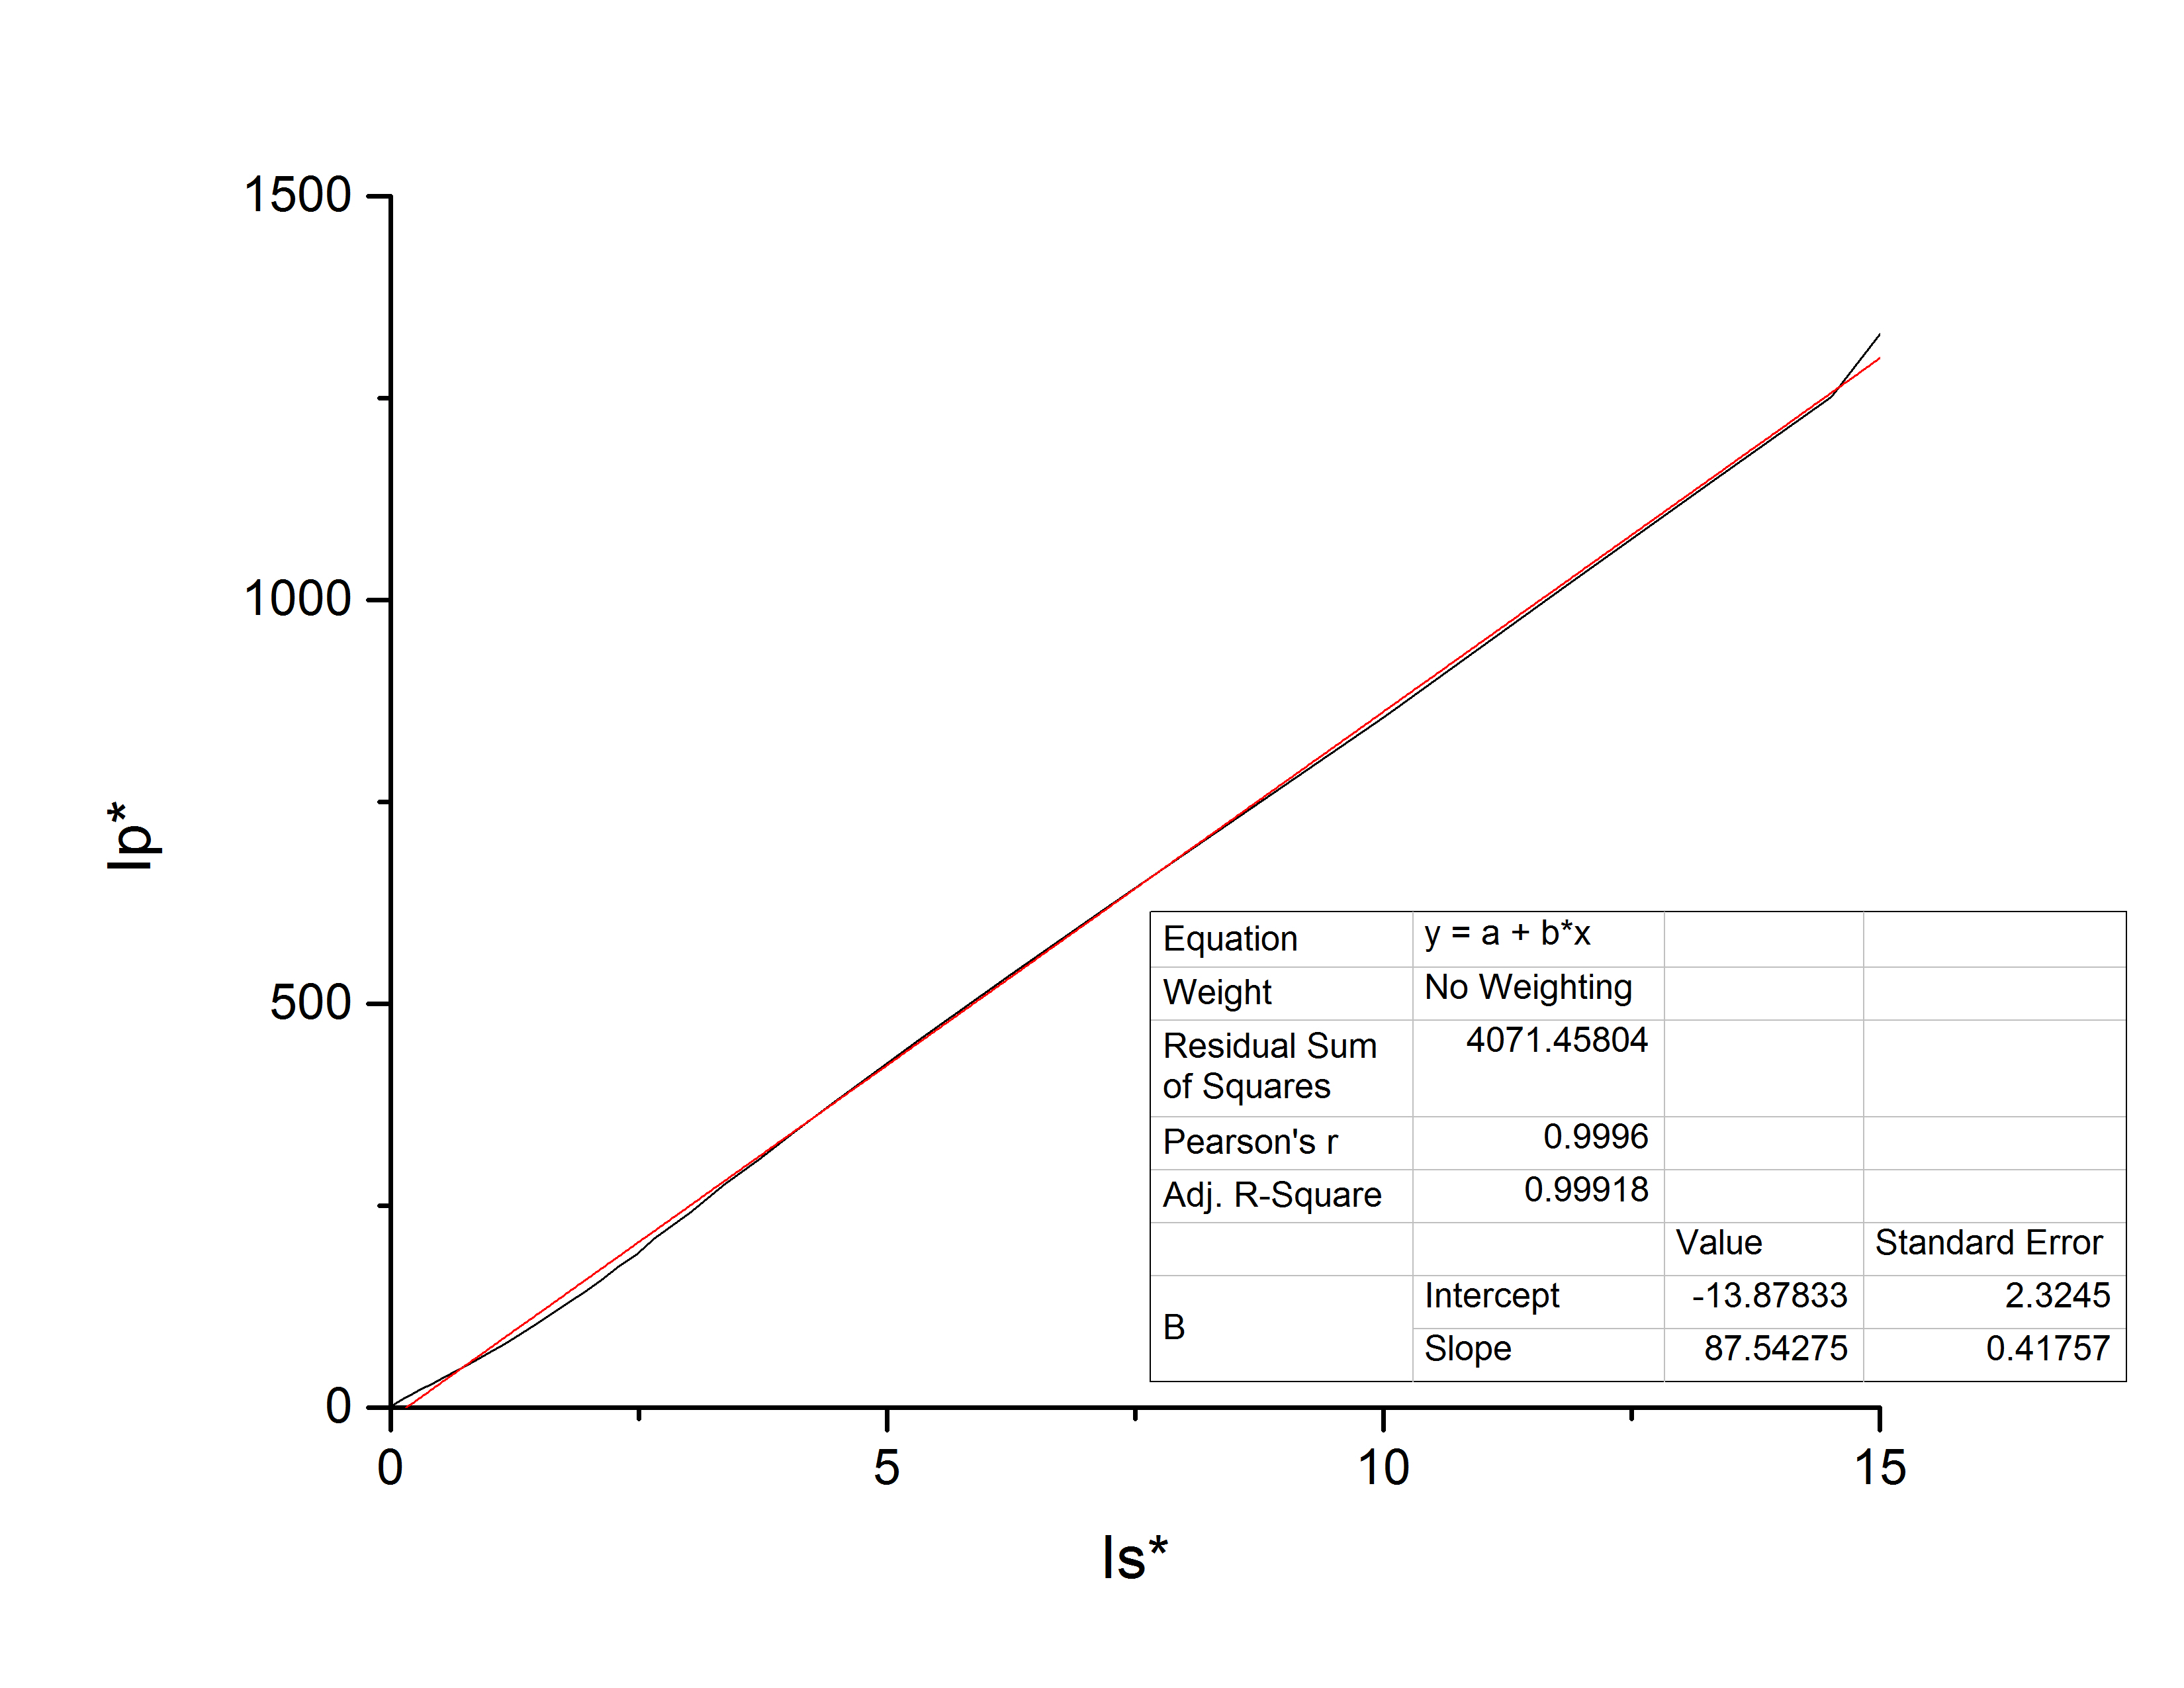 1500
1000
500
0
Ip*
0 5 10 15
Is*
Equation y = a + b*x
Weight No Weighting
Residual Sum 4071.45804
of Squares
Pearson's r 0.9996
Adj. R-Square 0.99918
Value Standard Error
B Intercept -13.87833 2.3245
Slope 87.54275 0.41757